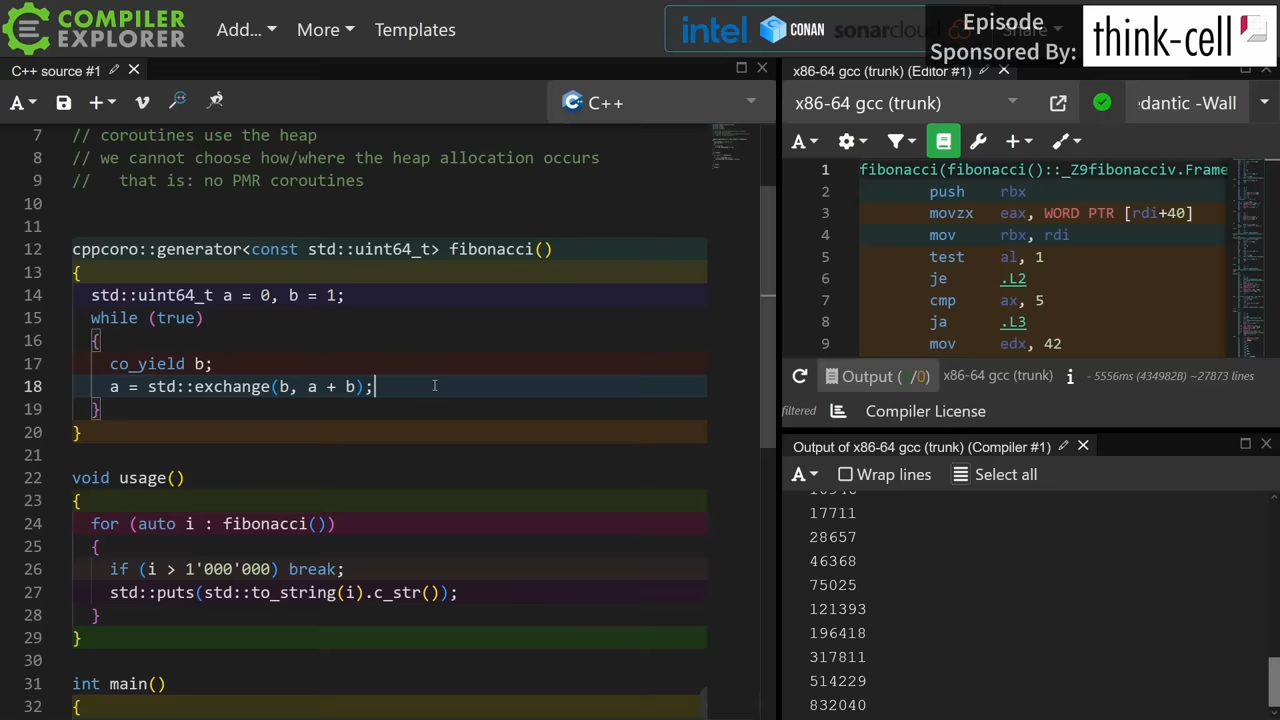 COMPILER
EXPLORER
Add...
More
Templates
intel
CONAN
sonarcloud
Share
Episode
Sponsored By:
think-cell
C++ source #1
A
C++
7 // coroutines use the heap
8 // we cannot choose how/where the heap allocation occurs
9 //   that is: no PMR coroutines
10
11
12 cppcoro::generator<const std::uint64_t> fibonacci()
13 {
14   std::uint64_t a = 0, b = 1;
15   while (true)
16   {
17     co_yield b;
18     a = std::exchange(b, a + b);
19   }
20 }
21
22 void usage()
23 {
24   for (auto i : fibonacci())
25   {
26     if (i > 1'000'000) break;
27     std::puts(std::to_string(i).c_str());
28   }
29 }
30
31 int main()
32 {
x86-64 gcc (trunk) (Editor #1)
x86-64 gcc (trunk)
edantic -Wall
A
1 fibonacci(fibonacci()::_Z9fibonacciv.Frame
2 push rbx
3 movzx eax, WORD PTR [rdi+40]
4 mov rbx, rdi
5 test al, 1
6 je .L2
7 cmp ax, 5
8 ja .L3
9 mov edx, 42
Output ( /0) x86-64 gcc (trunk) i - 5556ms (434982B) ~27873 lines
filtered Compiler License
Output of x86-64 gcc (trunk) (Compiler #1)
A Wrap lines Select all
17711
28657
46368
75025
121393
196418
317811
514229
832040